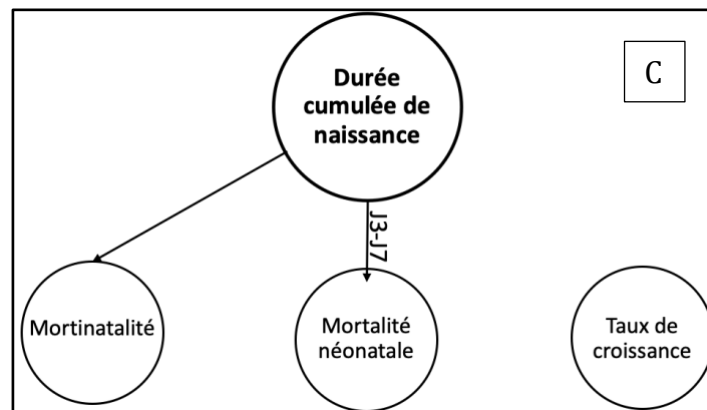 Durée
cumulée de
naissance
C
J3-J7
Mortinatalité
Mortalité
néonatale
Taux de
croissance